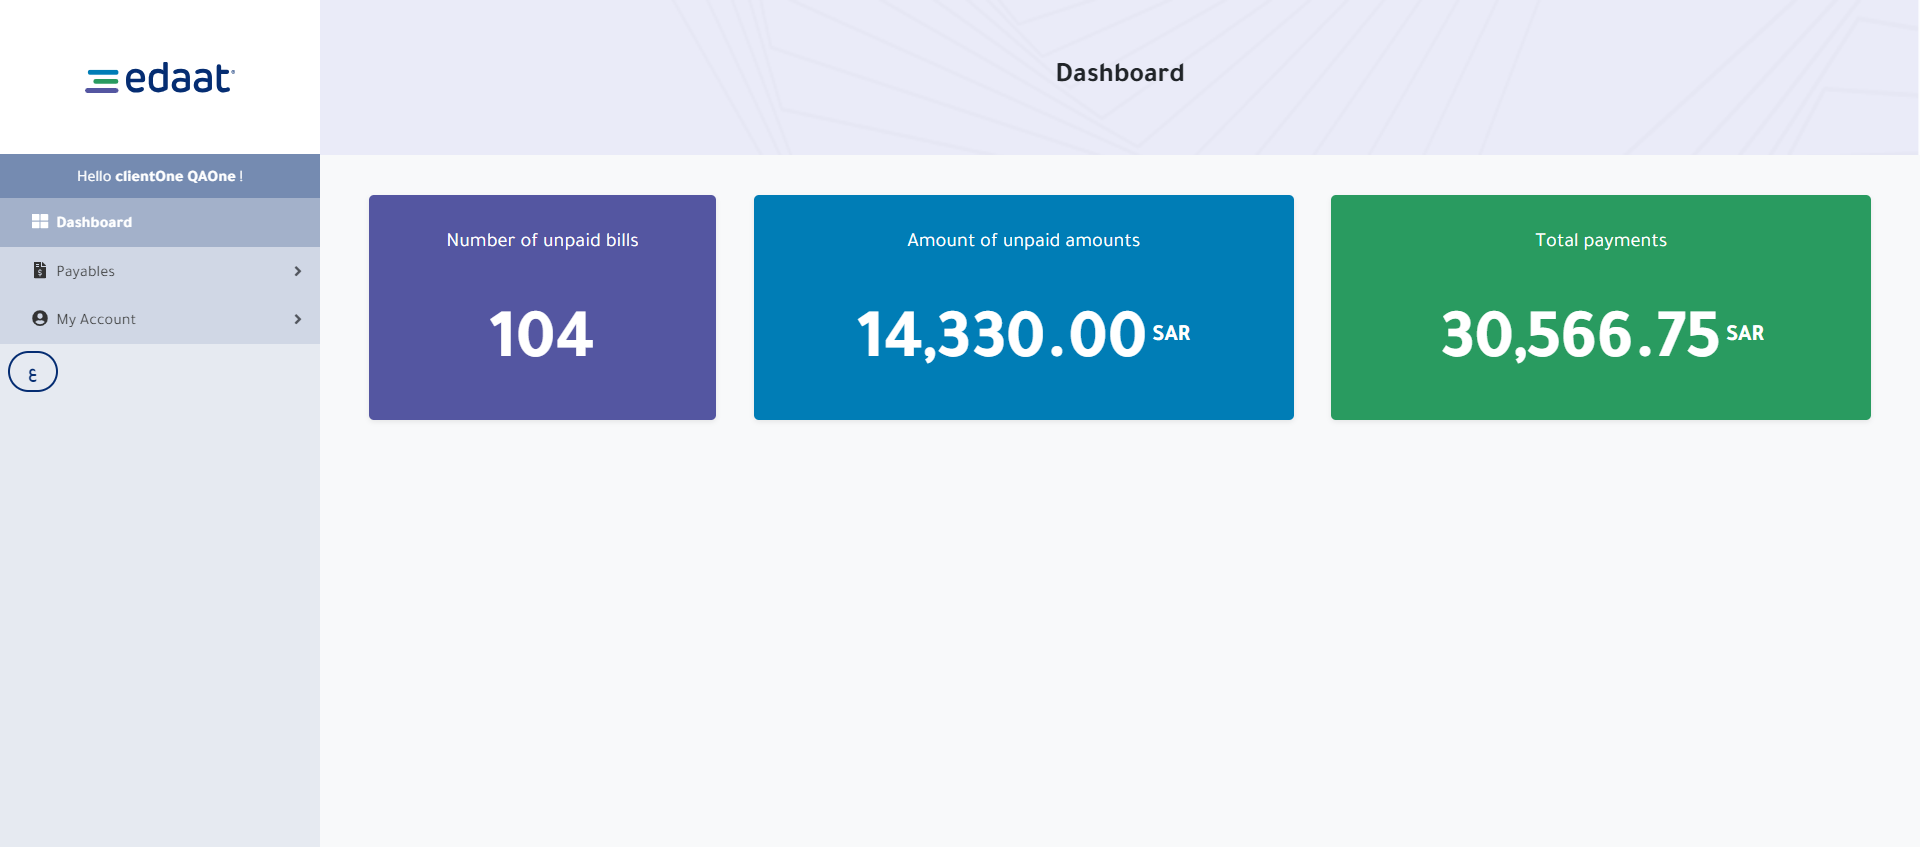 edaat
Hello clientOne QAOne !
Dashboard
Payables
My Account
ع
Dashboard
Number of unpaid bills
104
Amount of unpaid amounts
14,330.00 SAR
Total payments
30,566.75 SAR